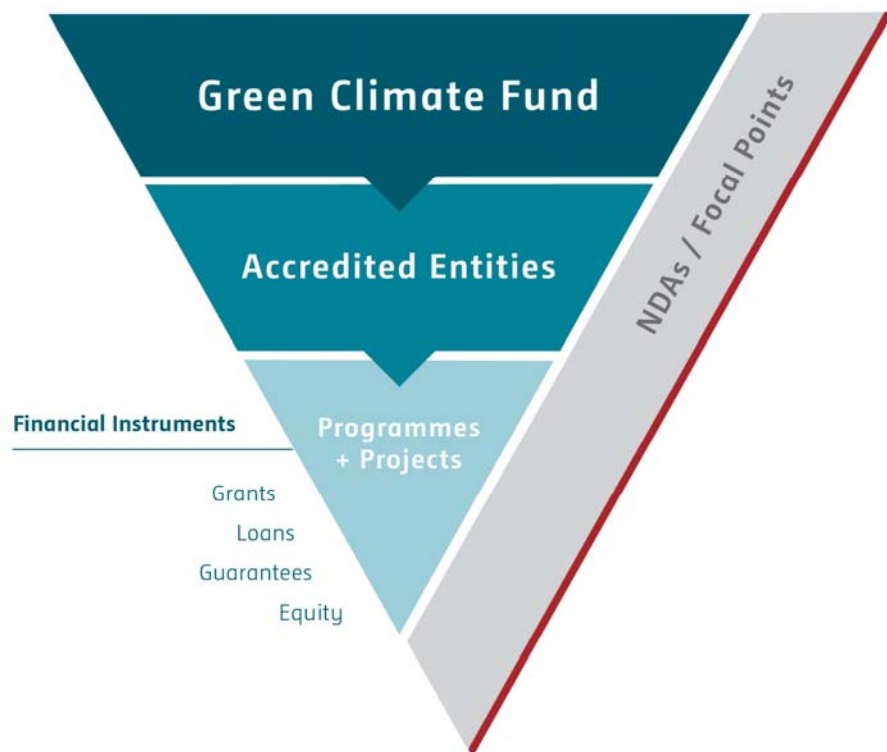 Green Climate Fund
NDAs / Focal Points
Accredited Entities
Programmes
+ Projects
Financial Instruments
Grants
Loans
Guarantees
Equity